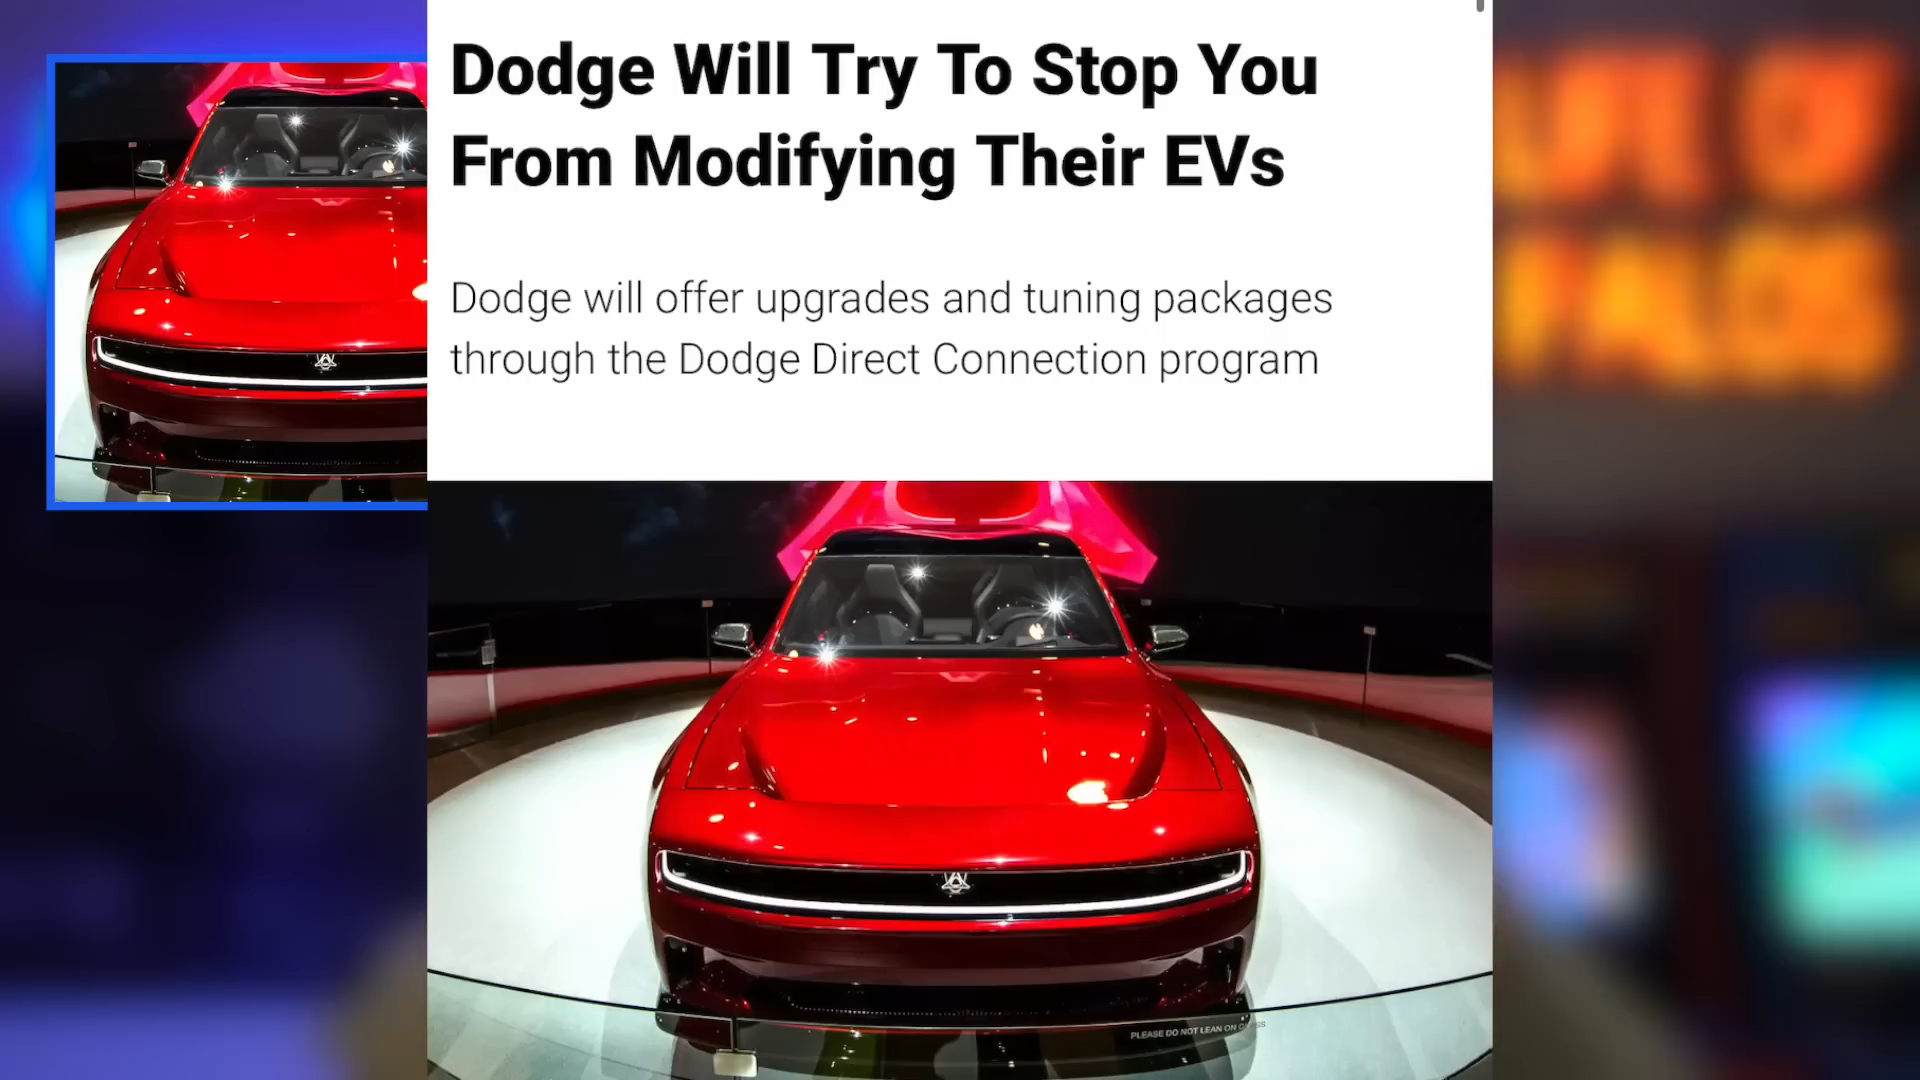 Dodge Will Try To Stop You
From Modifying Their EVs
Dodge will offer upgrades and tuning packages
through the Dodge Direct Connection program
PLEASE DO NOT LEAN ON